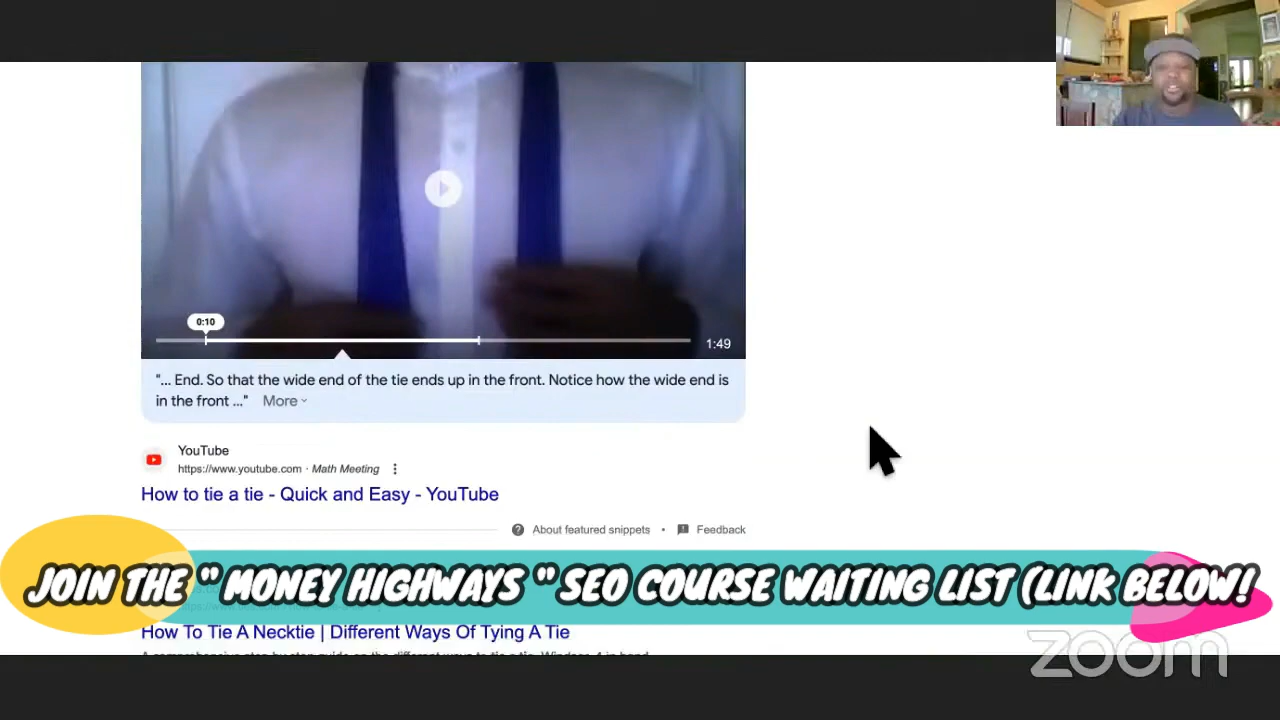 0:10
1:49
"... End. So that the wide end of the tie ends up in the front. Notice how the wide end is
in the front ..." More
YouTube
https://www.youtube.com · Math Meeting
How to tie a tie - Quick and Easy - YouTube
About featured snippets • Feedback
JOIN THE " MONEY HIGHWAYS " SEO COURSE WAITING LIST (LINK BELOW!
How To Tie A Necktie | Different Ways Of Tying A Tie
zoom